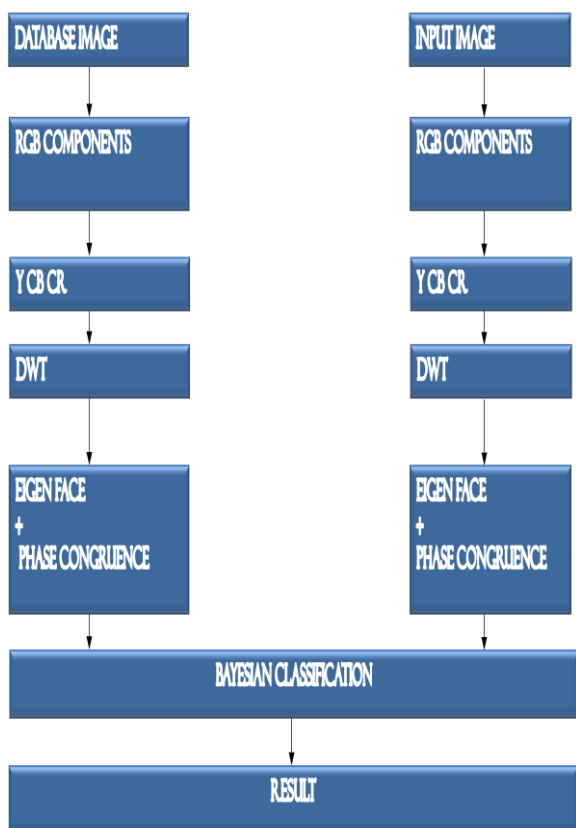 DATABASE IMAGE
RGB COMPONENTS
Y CB CR
DWT
EIGEN FACE
+
PHASE CONGRUENCE
INPUT IMAGE
RGB COMPONENTS
Y CB CR
DWT
EIGEN FACE
+
PHASE CONGRUENCE
BAYESIAN CLASSIFICATION
RESULT